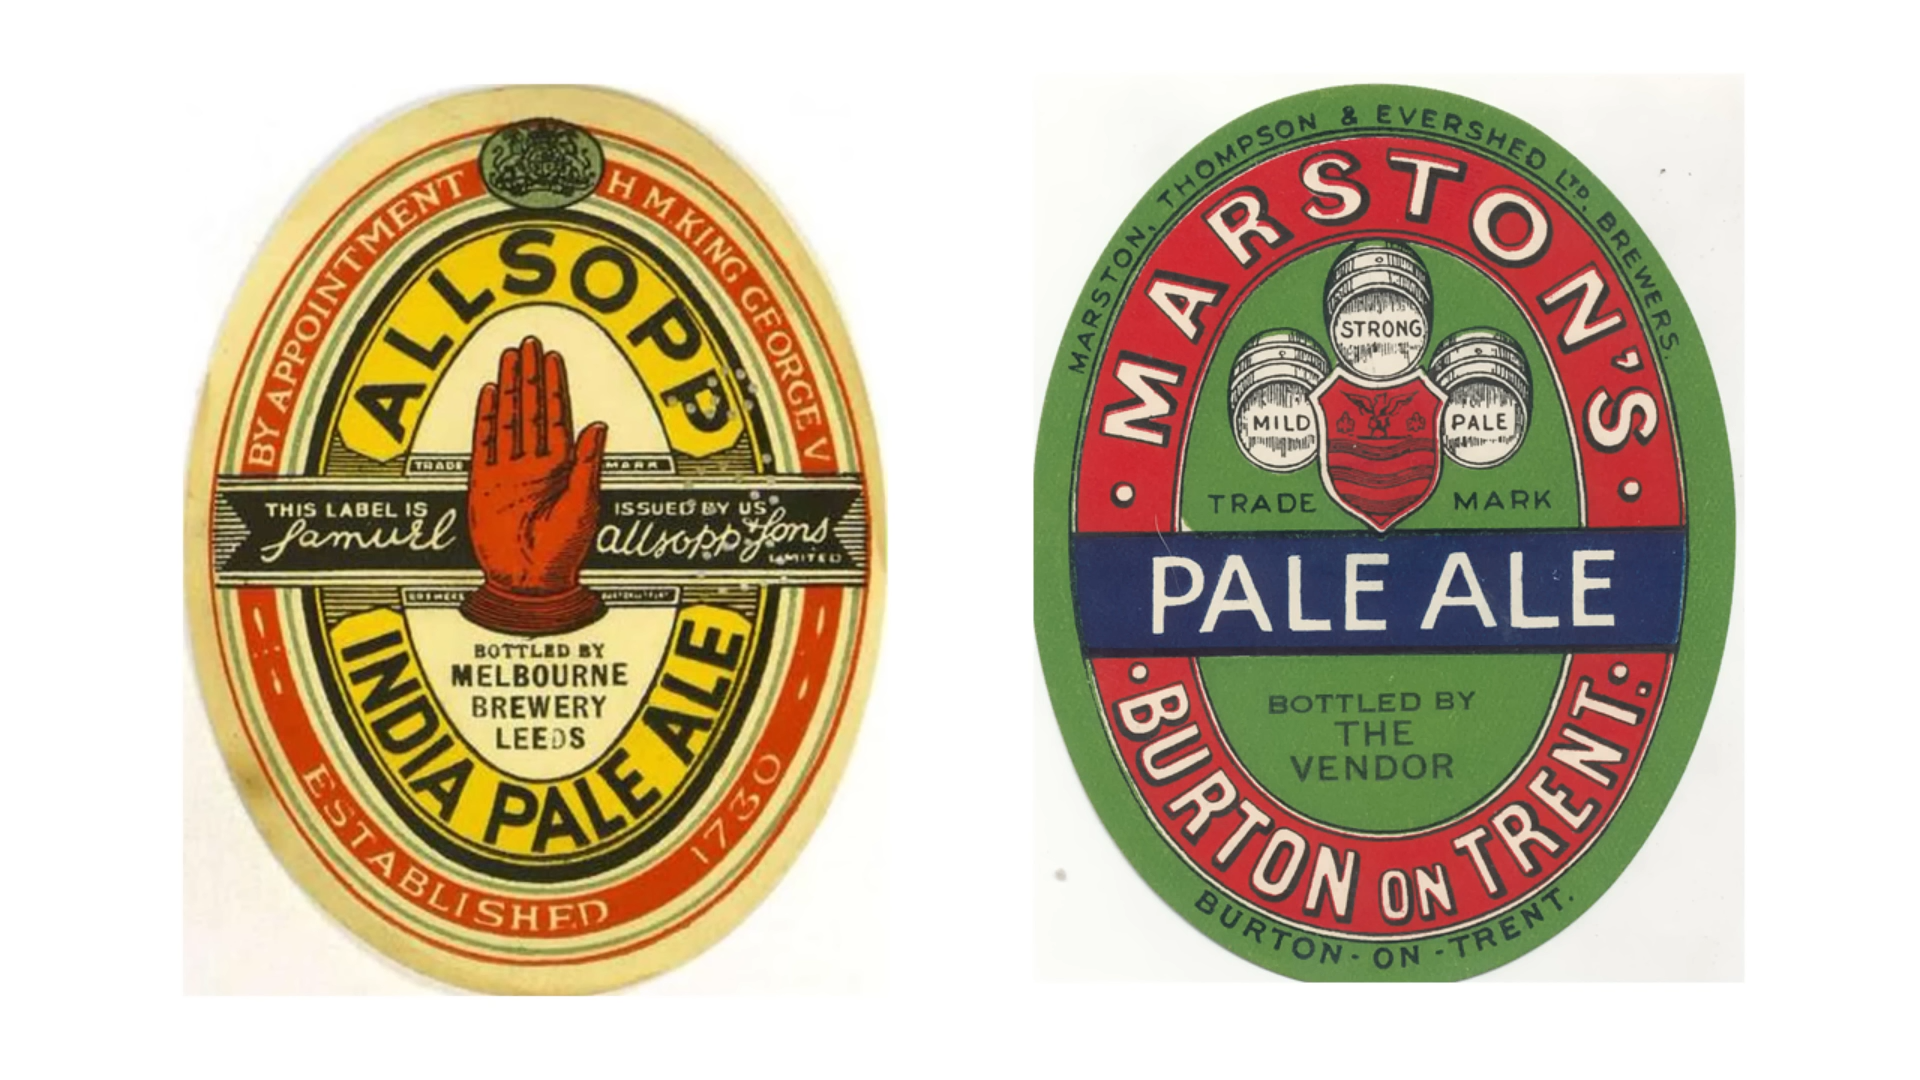 BY APPOINTMENT H M KING GEORGE V
ALLSOPP
TRADE MARK
THIS LABEL IS ISSUED BY US
Samuel Allsopp & Sons
LIMITED
BREWERS
BOTTLED BY
MELBOURNE
BREWERY
LEEDS
INDIA PALE ALE
ESTABLISHED 1730
MARSTON, THOMPSON & EVERSHED LTD, BREWERS.
MARSTON'S
STRONG
MILD
PALE
TRADE MARK
PALE ALE
BOTTLED BY
THE
VENDOR
BURTON ON TRENT.
BURTON-ON-TRENT.